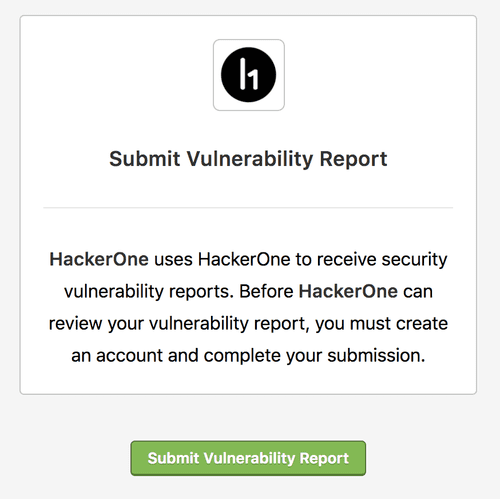 h1
Submit Vulnerability Report
HackerOne uses HackerOne to receive security
vulnerability reports. Before HackerOne can
review your vulnerability report, you must create
an account and complete your submission.
Submit Vulnerability Report